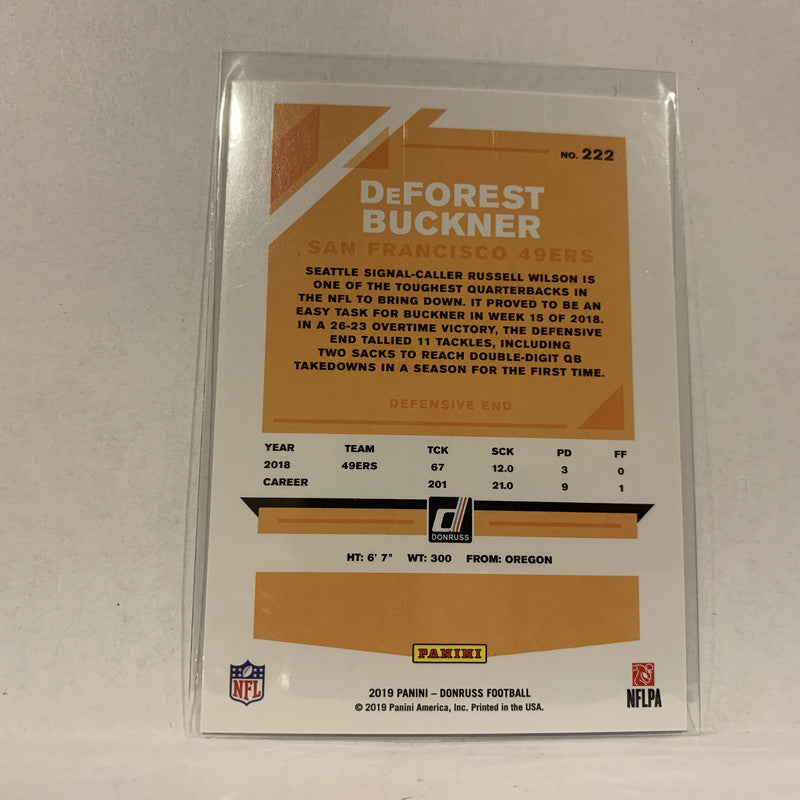 NO. 222
DeFOREST
BUCKNER
SAN FRANCISCO 49ERS
SEATTLE SIGNAL-CALLER RUSSELL WILSON IS
ONE OF THE TOUGHEST QUARTERBACKS IN
THE NFL TO BRING DOWN. IT PROVED TO BE AN
EASY TASK FOR BUCKNER IN WEEK 15 OF 2018.
IN A 26-23 OVERTIME VICTORY, THE DEFENSIVE
END TALLIED 11 TACKLES, INCLUDING
TWO SACKS TO REACH DOUBLE-DIGIT QB
TAKEDOWNS IN A SEASON FOR THE FIRST TIME.
DEFENSIVE END
YEAR TEAM TCK SCK PD FF
2018 49ERS 67 12.0 3 0
CAREER 201 21.0 9 1
d
DONRUSS
HT: 6' 7" WT: 300 FROM: OREGON
PANINI
NFL
NFLPA
2019 PANINI – DONRUSS FOOTBALL
© 2019 Panini America, Inc. Printed in the USA.